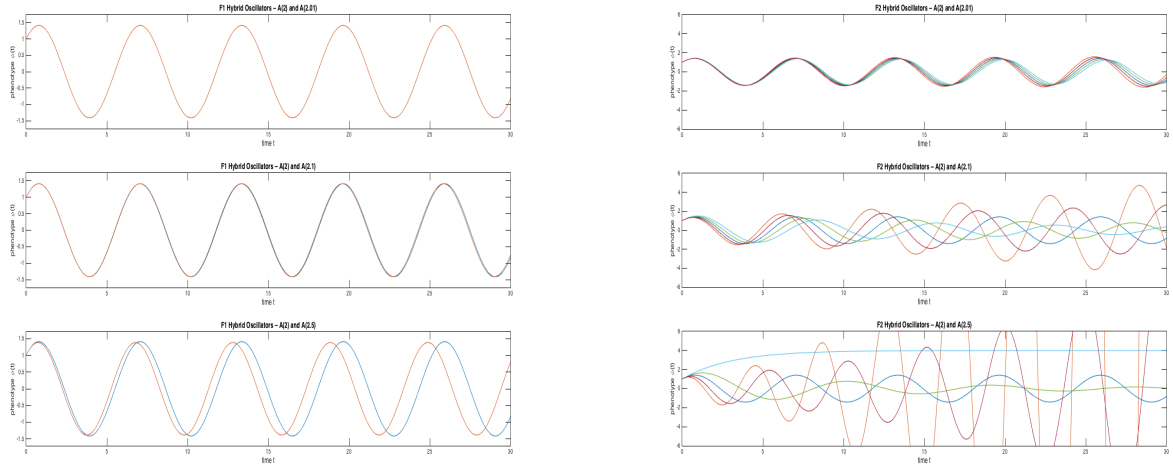 F1 Hybrid Oscillators – A(2) and A(2.01)
phenotype
1.5
1
0.5
0
-0.5
-1
-1.5
0 5 10 15 20 25 30
time t
F1 Hybrid Oscillators – A(2) and A(2.1)
phenotype
1.5
1
0.5
0
-0.5
-1
-1.5
0 5 10 15 20 25 30
time t
F1 Hybrid Oscillators – A(2) and A(2.5)
phenotype
1.5
1
0.5
0
-0.5
-1
-1.5
0 5 10 15 20 25 30
time t
F2 Hybrid Oscillators – A(2) and A(2.01)
phenotype
6
4
2
0
-2
-4
-6
0 5 10 15 20 25 30
time t
F2 Hybrid Oscillators – A(2) and A(2.1)
phenotype
6
4
2
0
-2
-4
-6
0 5 10 15 20 25 30
time t
F2 Hybrid Oscillators – A(2) and A(2.5)
phenotype
6
4
2
0
-2
-4
-6
0 5 10 15 20 25 30
time t